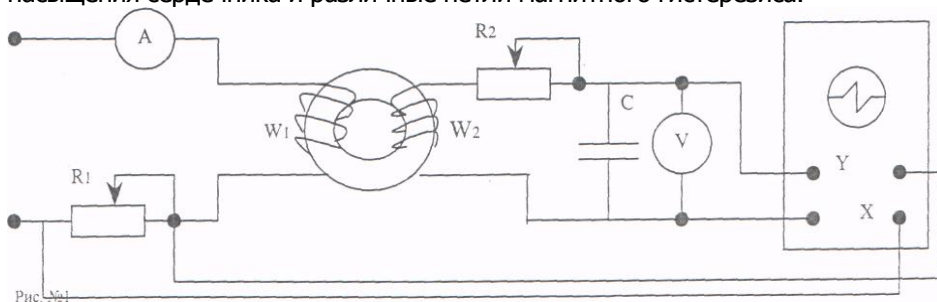 насыщения сердечника и различные петли магнитного гистерезиса.
A
R2
W1
W2
C
V
Y
R1
X
Рис. №1